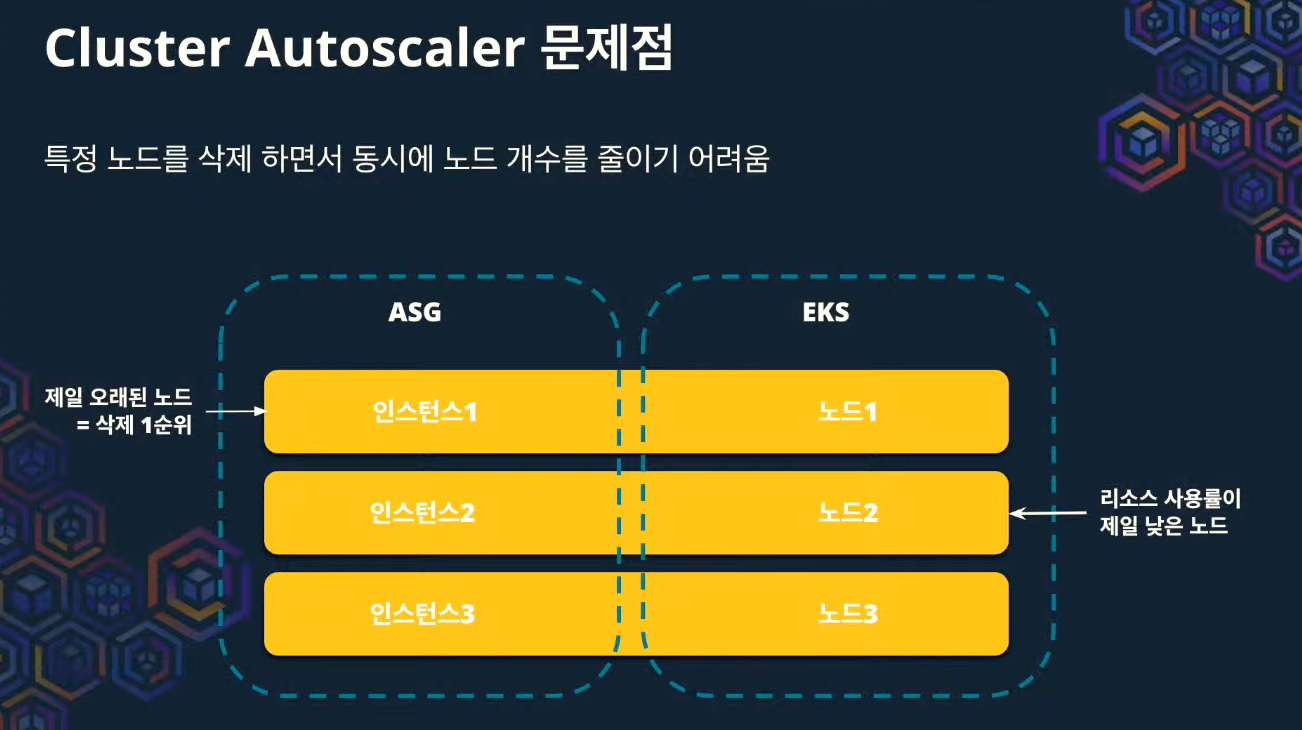 Cluster Autoscaler 문제점
특정 노드를 삭제 하면서 동시에 노드 개수를 줄이기 어려움
ASG
EKS
제일 오래된 노드
= 삭제 1순위
인스턴스1
노드1
인스턴스2
노드2
리소스 사용률이
제일 낮은 노드
인스턴스3
노드3